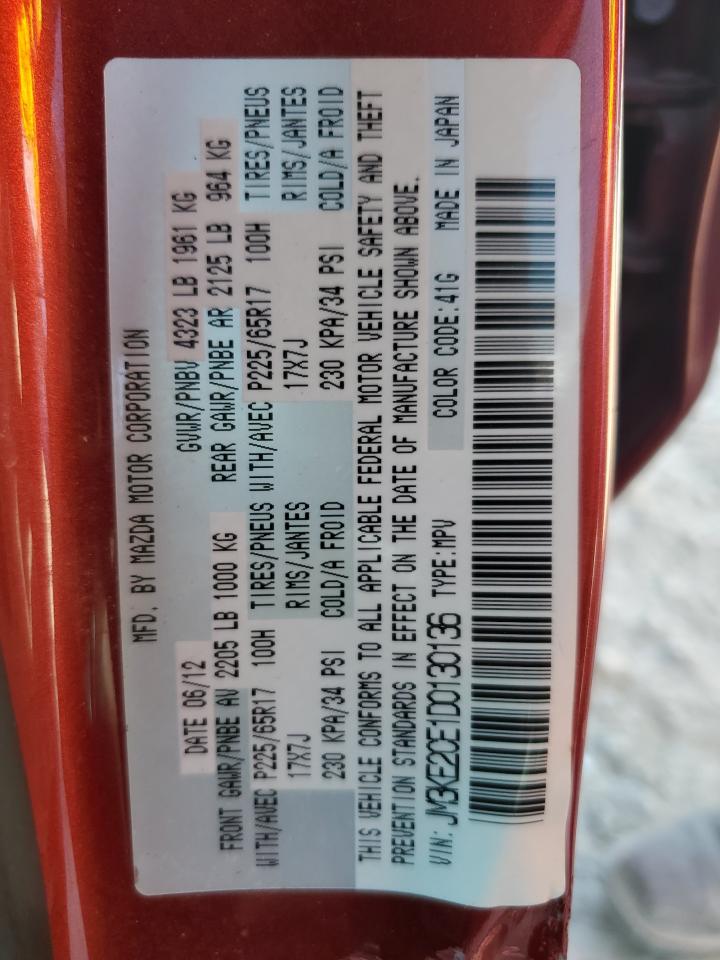 MFD. BY MAZDA MOTOR CORPORATION
DATE 06/12 GVWR/PNBV 4323 LB 1961 KG
FRONT GAWR/PNBE AV 2205 LB 1000 KG REAR GAWR/PNBE AR 2125 LB 964 KG
WITH/AVEC P225/65R17 100H TIRES/PNEUS WITH/AVEC P225/65R17 100H TIRES/PNEUS
17X7J RIMS/JANTES 17X7J RIMS/JANTES
230 KPA/34 PSI COLD/A FROID 230 KPA/34 PSI COLD/A FROID
THIS VEHICLE CONFORMS TO ALL APPLICABLE FEDERAL MOTOR VEHICLE SAFETY AND THEFT
PREVENTION STANDARDS IN EFFECT ON THE DATE OF MANUFACTURE SHOWN ABOVE.
VIN: JM3KE2CE1D0130136 TYPE:MPV COLOR CODE:41G MADE IN JAPAN